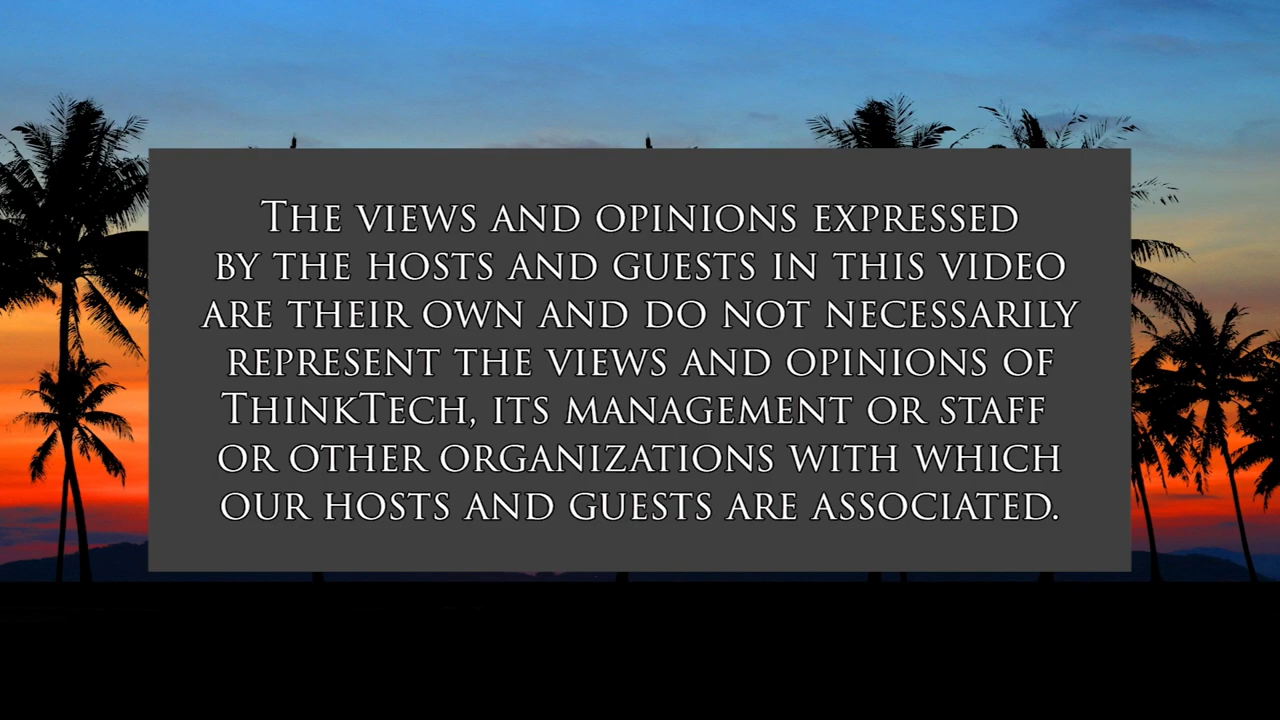 The views and opinions expressed
by the hosts and guests in this video
are their own and do not necessarily
represent the views and opinions of
ThinkTech, its management or staff
or other organizations with which
our hosts and guests are associated.